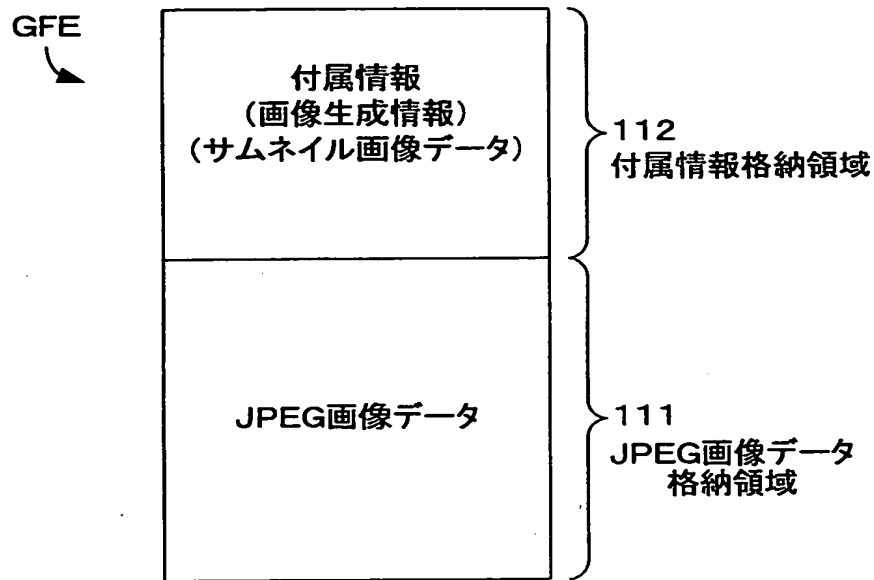 GFE
付属情報
(画像生成情報)
(サムネイル画像データ)
112
付属情報格納領域
JPEG画像データ
111
JPEG画像データ
格納領域